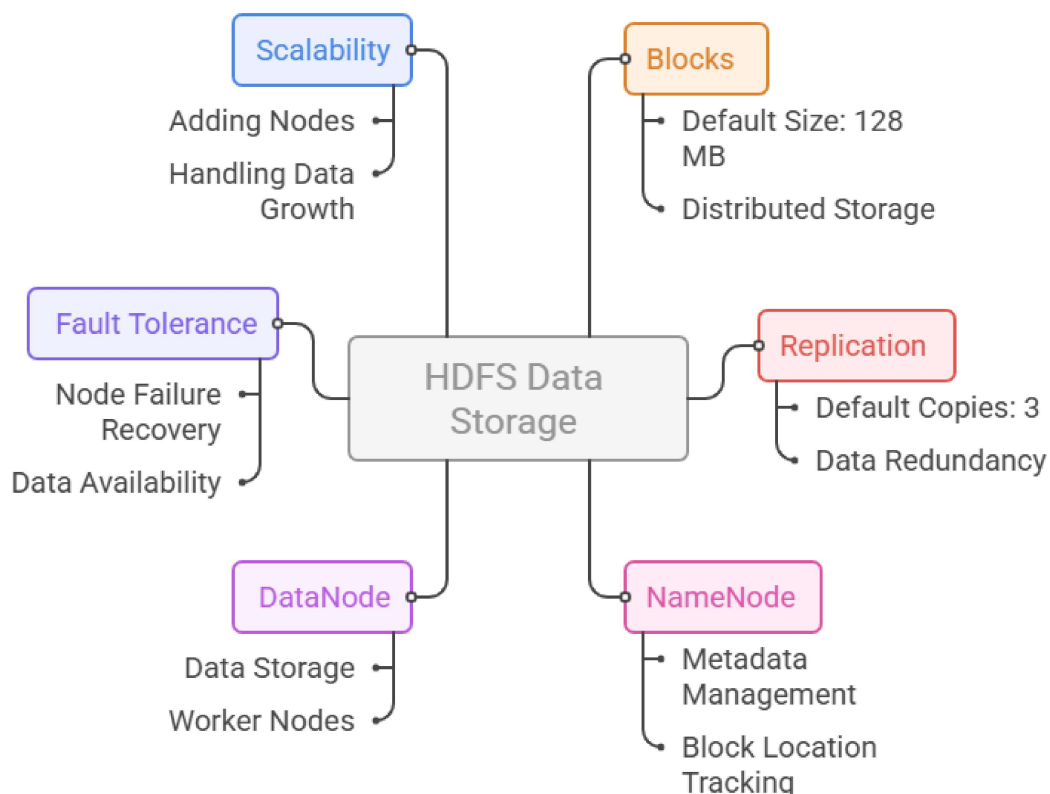 HDFS Data
Storage
Scalability
Adding Nodes
Handling Data
Growth
Fault Tolerance
Node Failure
Recovery
Data Availability
DataNode
Data Storage
Worker Nodes
Blocks
Default Size: 128
MB
Distributed Storage
Replication
Default Copies: 3
Data Redundancy
NameNode
Metadata
Management
Block Location
Tracking